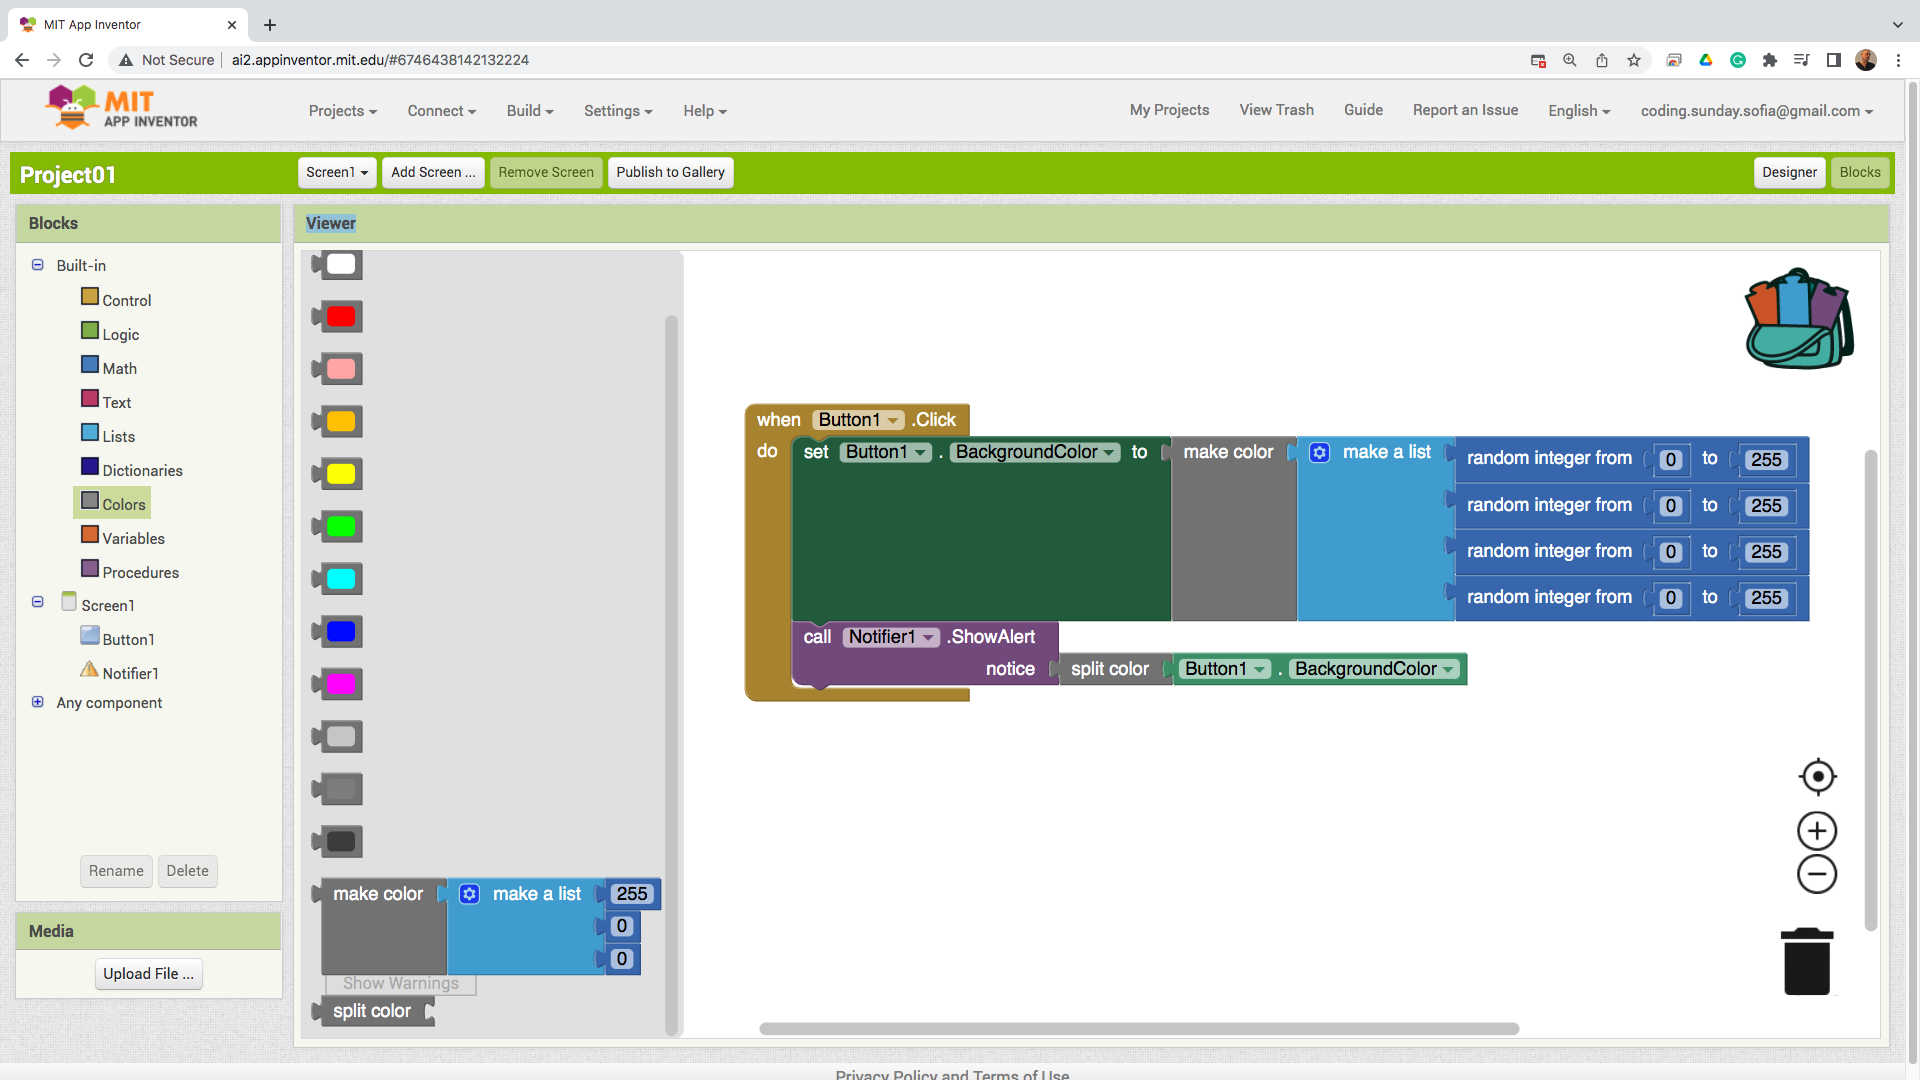 MIT App Inventor
Not Secure ai2.appinventor.mit.edu/#6746438142132224
MIT
APP INVENTOR
Projects Connect Build Settings Help My Projects View Trash Guide Report an Issue English coding.sunday.sofia@gmail.com
Project01 Screen1 Add Screen ... Remove Screen Publish to Gallery Designer Blocks
Blocks
Built-in
Control
Logic
Math
Text
Lists
Dictionaries
Colors
Variables
Procedures
Screen1
Button1
Notifier1
Any component
Rename Delete
Media
Upload File ...
Viewer
make color make a list 255
0
0
Show Warnings
split color
when Button1 .Click
do set Button1 . BackgroundColor to make color make a list random integer from 0 to 255
random integer from 0 to 255
random integer from 0 to 255
random integer from 0 to 255
call Notifier1 .ShowAlert
notice split color Button1 . BackgroundColor
Privacy Policy and Terms of Use